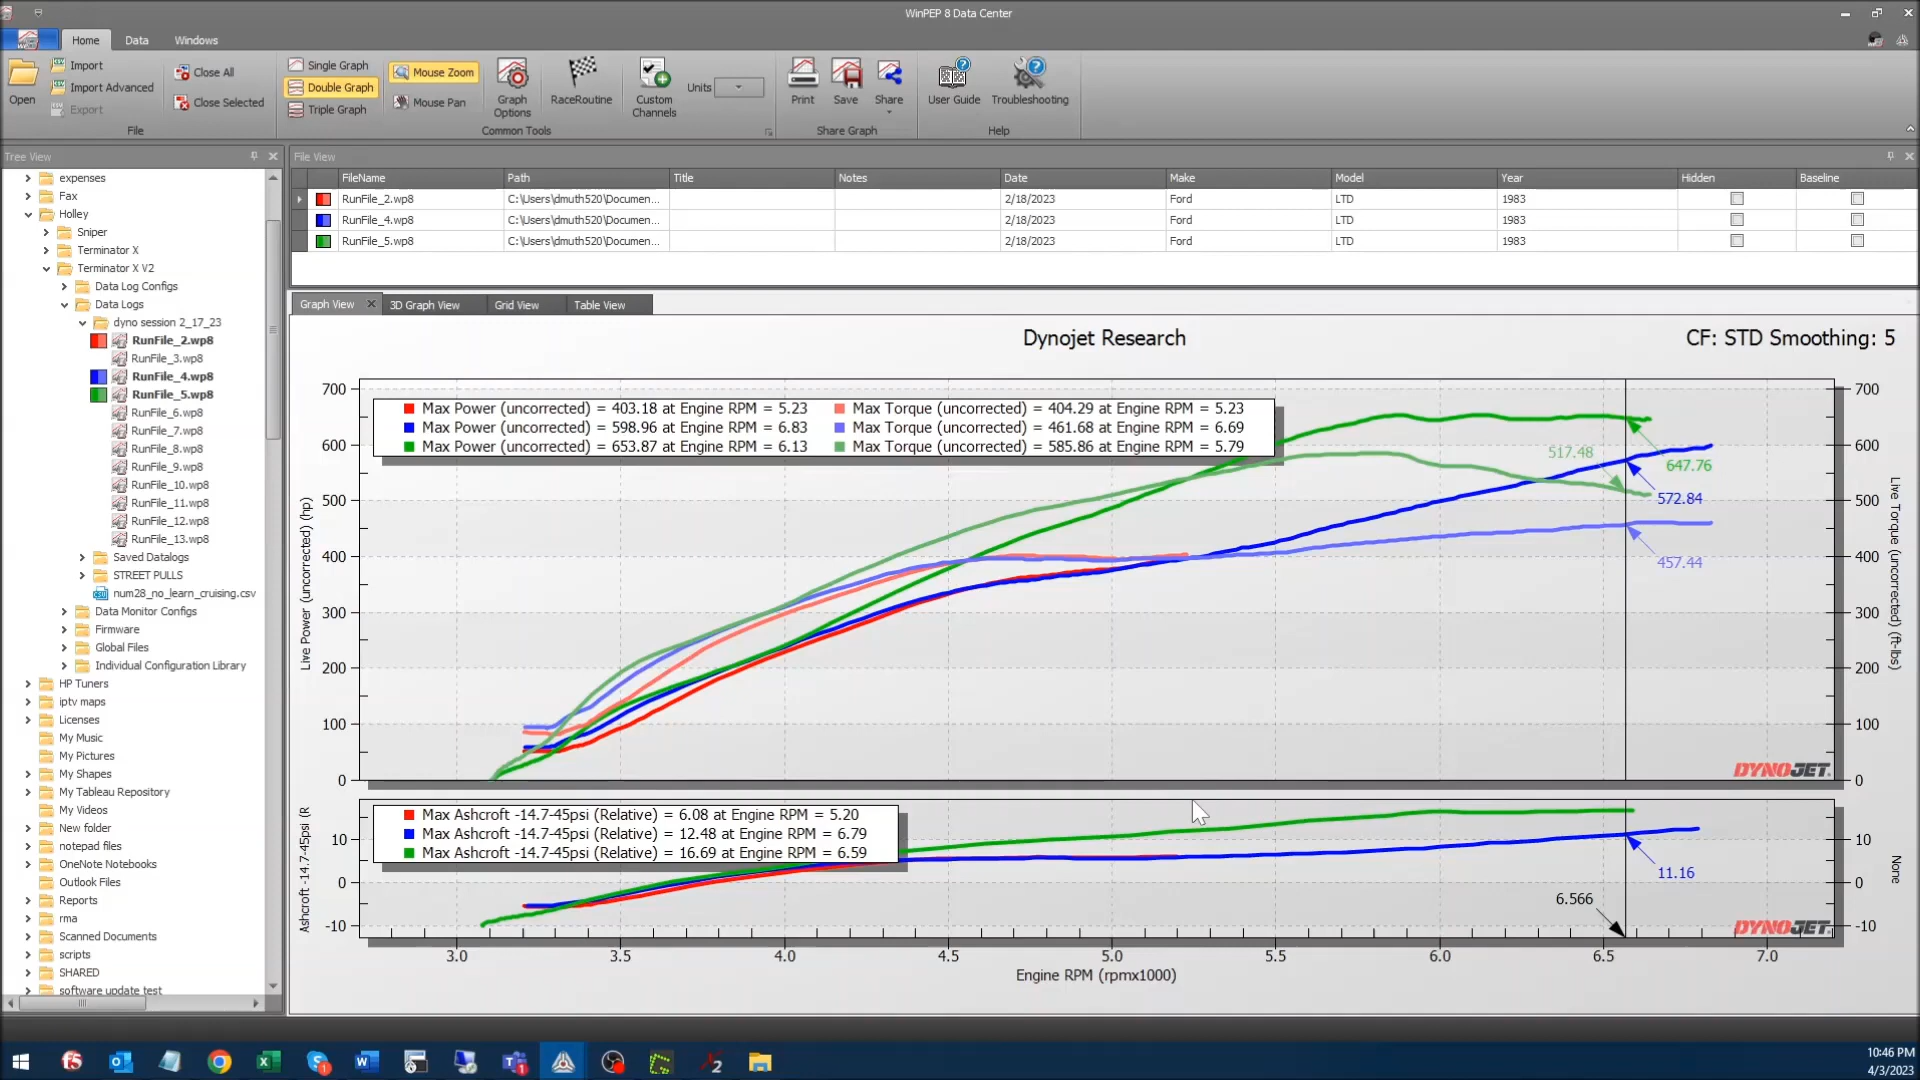 WinPEP 8 Data Center
Home Data Windows
Open
Import
Import Advanced
Export
Close All
Close Selected
File
Single Graph
Double Graph
Triple Graph
Mouse Zoom
Mouse Pan
Graph Options
RaceRoutine
Custom Channels
Units
Common Tools
Print
Save
Share
Share Graph
User Guide
Troubleshooting
Help
Tree View
expenses
Fax
Holley
Sniper
Terminator X
Terminator X V2
Data Log Configs
Data Logs
dyno session 2_17_23
RunFile_2.wp8
RunFile_3.wp8
RunFile_4.wp8
RunFile_5.wp8
RunFile_6.wp8
RunFile_7.wp8
RunFile_8.wp8
RunFile_9.wp8
RunFile_10.wp8
RunFile_11.wp8
RunFile_12.wp8
RunFile_13.wp8
Saved Datalogs
STREET PULLS
num28_no_learn_cruising.csv
Data Monitor Configs
Firmware
Global Files
Individual Configuration Library
HP Tuners
iptv maps
Licenses
My Music
My Pictures
My Shapes
My Tableau Repository
My Videos
New folder
notepad files
OneNote Notebooks
Outlook Files
Reports
rma
Scanned Documents
scripts
SHARED
software update test
File View
FileName Path Title Notes Date Make Model Year Hidden Baseline
RunFile_2.wp8 C:\Users\dmuth520\Documen... 2/18/2023 Ford LTD 1983
RunFile_4.wp8 C:\Users\dmuth520\Documen... 2/18/2023 Ford LTD 1983
RunFile_5.wp8 C:\Users\dmuth520\Documen... 2/18/2023 Ford LTD 1983
Graph View 3D Graph View Grid View Table View
Dynojet Research
CF: STD Smoothing: 5
Max Power (uncorrected) = 403.18 at Engine RPM = 5.23 Max Torque (uncorrected) = 404.29 at Engine RPM = 5.23
Max Power (uncorrected) = 598.96 at Engine RPM = 6.83 Max Torque (uncorrected) = 461.68 at Engine RPM = 6.69
Max Power (uncorrected) = 653.87 at Engine RPM = 6.13 Max Torque (uncorrected) = 585.86 at Engine RPM = 5.79
700
600
500
400
300
200
100
0
Live Power (uncorrected) (hp)
517.48
647.76
572.84
457.44
700
600
500
400
300
200
100
0
Live Torque (uncorrected) (ft-lbs)
DYNOJET.
Max Ashcroft -14.7-45psi (Relative) = 6.08 at Engine RPM = 5.20
Max Ashcroft -14.7-45psi (Relative) = 12.48 at Engine RPM = 6.79
Max Ashcroft -14.7-45psi (Relative) = 16.69 at Engine RPM = 6.59
10
0
-10
Ashcroft -14.7-45psi (R
11.16
6.566
10
0
-10
None
DYNOJET.
3.0 3.5 4.0 4.5 5.0 5.5 6.0 6.5 7.0
Engine RPM (rpmx1000)
10:46 PM
4/3/2023